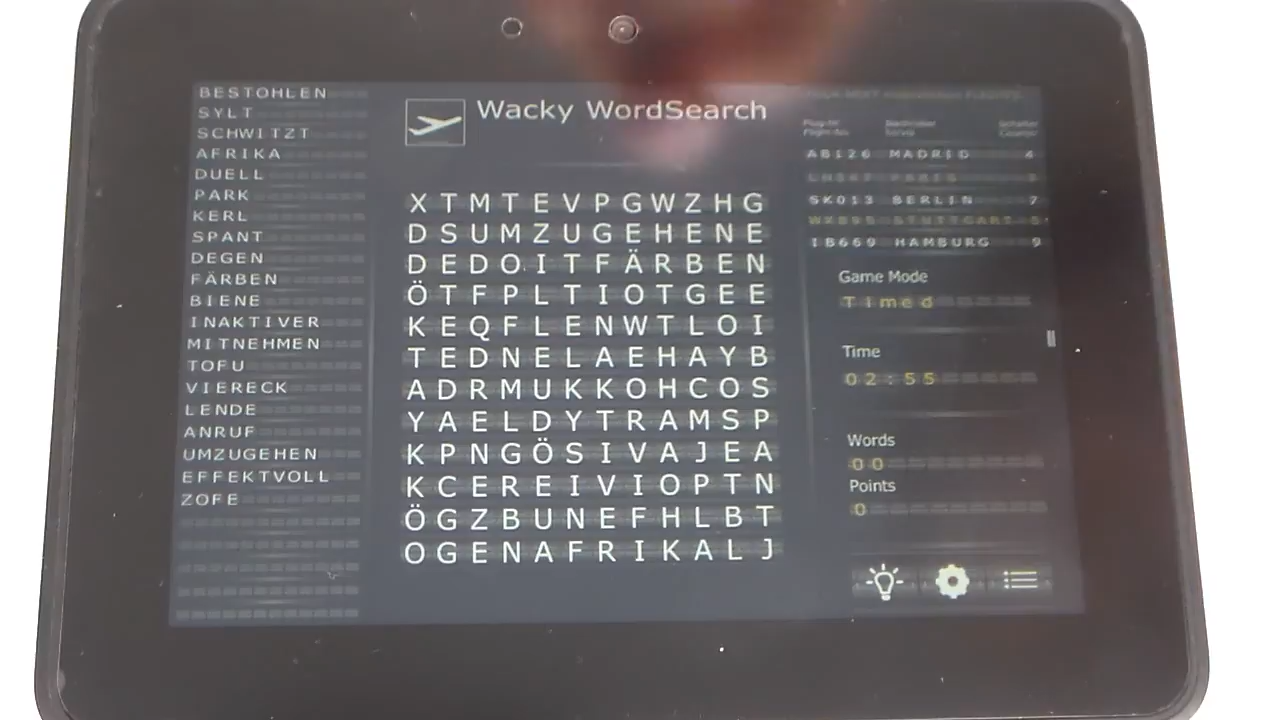 BESTOHLEN
SYLT
SCHWITZT
AFRIKA
DUELL
PARK
KERL
SPANT
DEGEN
FÄRBEN
BIENE
INAKTIVER
MITNEHMEN
TOFU
VIERECK
LENDE
ANRUF
UMZUGEHEN
EFFEKTVOLL
ZOFE
Wacky WordSearch
X T M T E V P G W Z H G
D S U M Z U G E H E N E
D E D O I T F Ä R B E N
Ö T F P L T I O T G E E
K E Q F L E N W T L O I
T E D N E L A E H A Y B
A D R M U K K O H C O S
Y A E L D Y T R A M S P
K P N G Ö S I V A J E A
K C E R E I V I O P T N
Ö G Z B U N E F H L B T
O G E N A F R I K A L J
AB126 MADRID 4
PARIS
SK013 BERLIN 7
STUTTGART
IB669 HAMBURG 9
Game Mode
Timed
Time
02:55
Words
00
Points
0